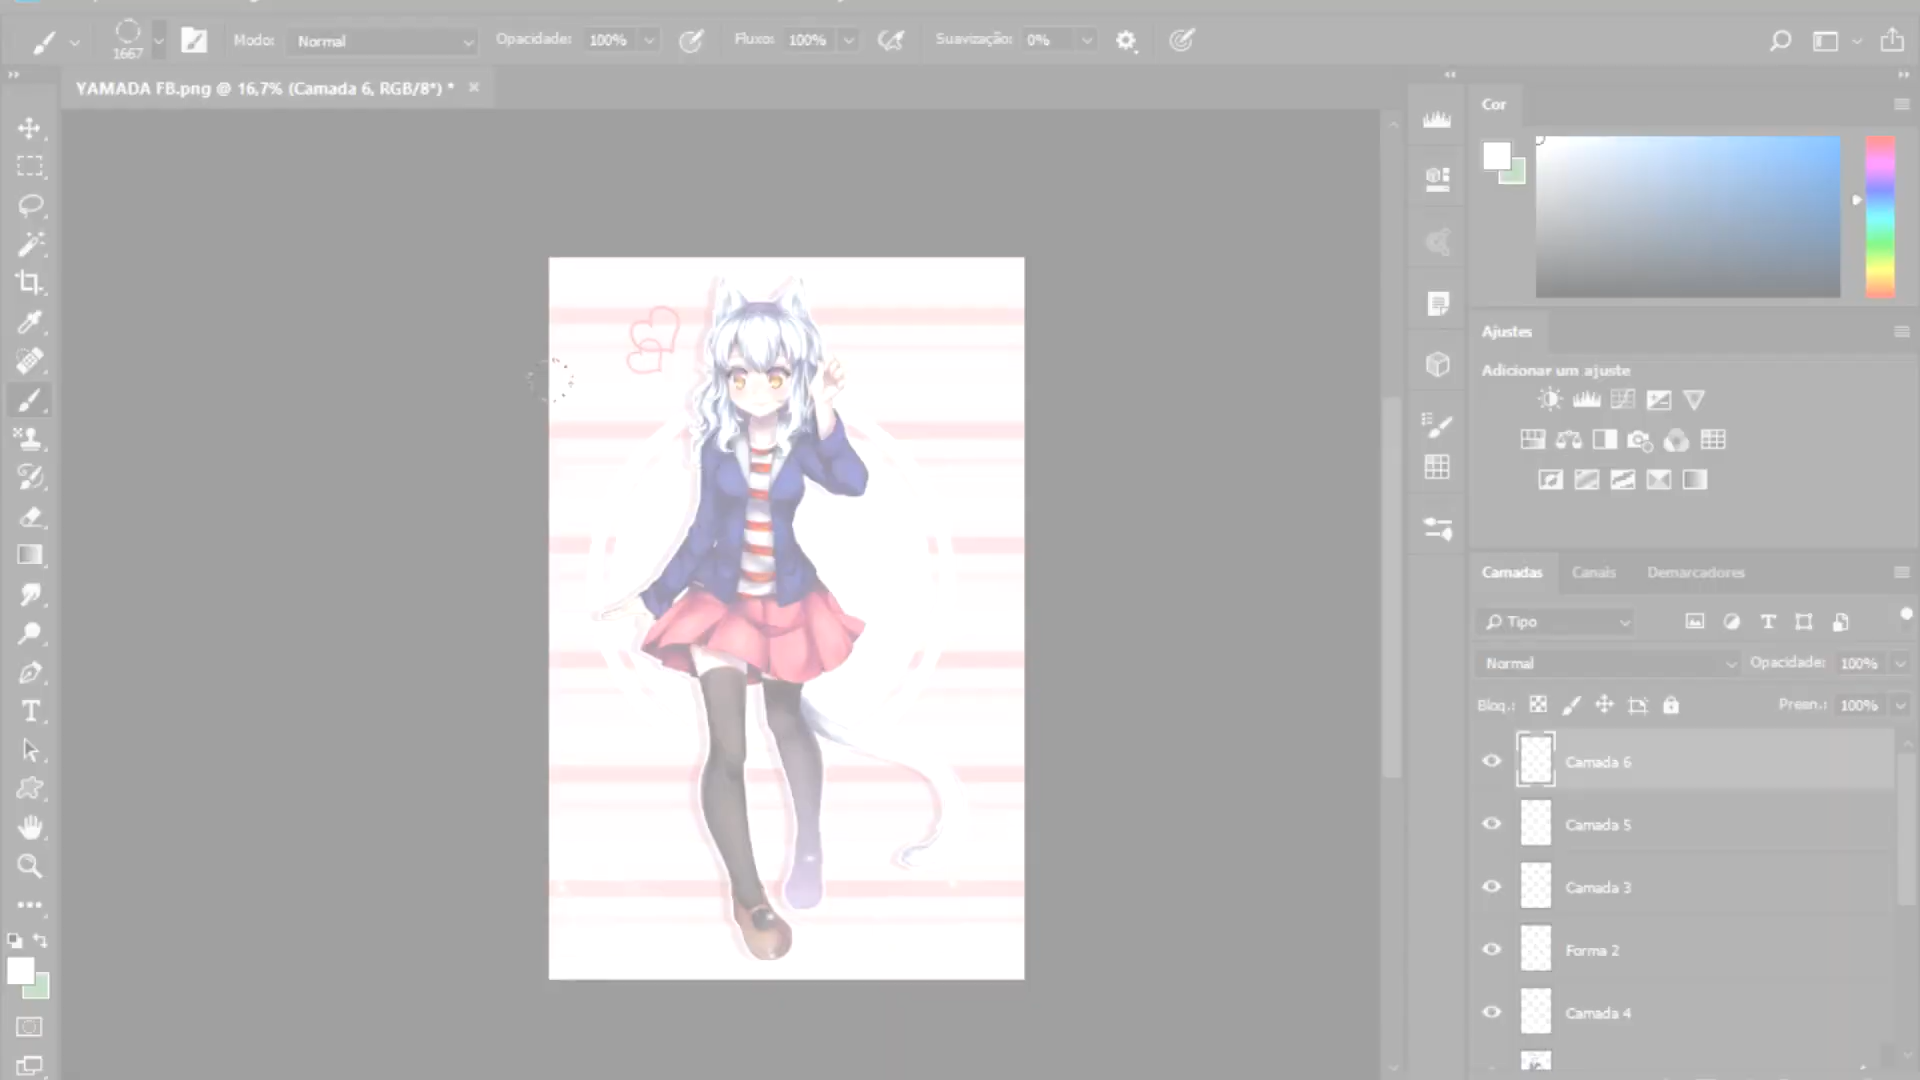 1667
Modo:
Normal
Opacidade:
100%
Fluxo:
100%
Suavização:
0%
YAMADA FB.png @ 16,7% (Camada 6, RGB/8*) *
Cor
Ajustes
Adicionar um ajuste
Camadas
Canais
Demarcadores
Tipo
Normal
Opacidade:
100%
Bloq.:
Preen.:
100%
Camada 6
Camada 5
Camada 3
Forma 2
Camada 4